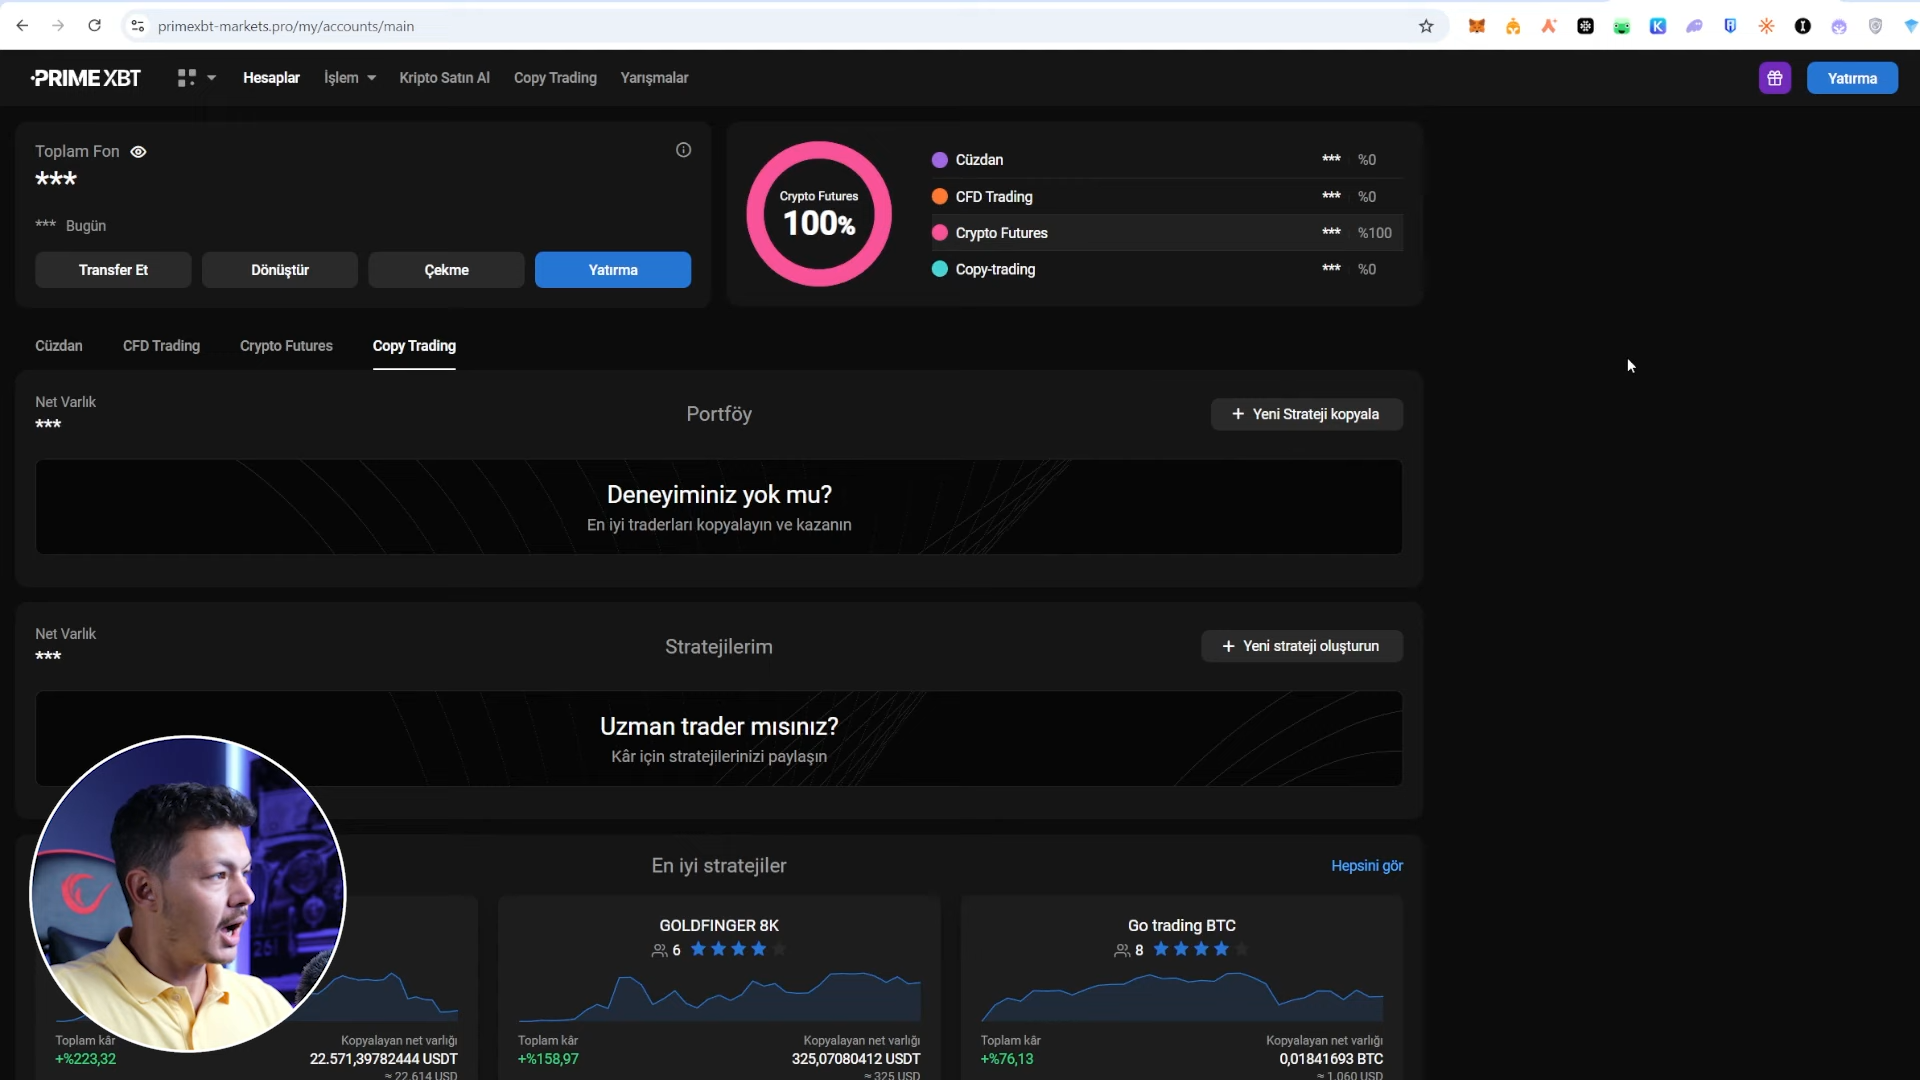 primexbt-markets.pro/my/accounts/main
PRIME XBT
Hesaplar
İşlem
Kripto Satın Al
Copy Trading
Yarışmalar
Yatırma
Toplam Fon
***
*** Bugün
Transfer Et
Dönüştür
Çekme
Yatırma
Crypto Futures
100%
Cüzdan *** %0
CFD Trading *** %0
Crypto Futures *** %100
Copy-trading *** %0
Cüzdan
CFD Trading
Crypto Futures
Copy Trading
Net Varlık
***
Portföy
+ Yeni Strateji kopyala
Deneyiminiz yok mu?
En iyi traderları kopyalayın ve kazanın
Net Varlık
***
Stratejilerim
+ Yeni strateji oluşturun
Uzman trader mısınız?
Kâr için stratejilerinizi paylaşın
En iyi stratejiler
Hepsini gör
Toplam kâr
+%223,32
Kopyalayan net varlığı
22.571,39782444 USDT
≈ 22.614 USD
GOLDFINGER 8K
6
Toplam kâr
+%158,97
Kopyalayan net varlığı
325,07080412 USDT
≈ 325 USD
Go trading BTC
8
Toplam kâr
+%76,13
Kopyalayan net varlığı
0,01841693 BTC
≈ 1.060 USD